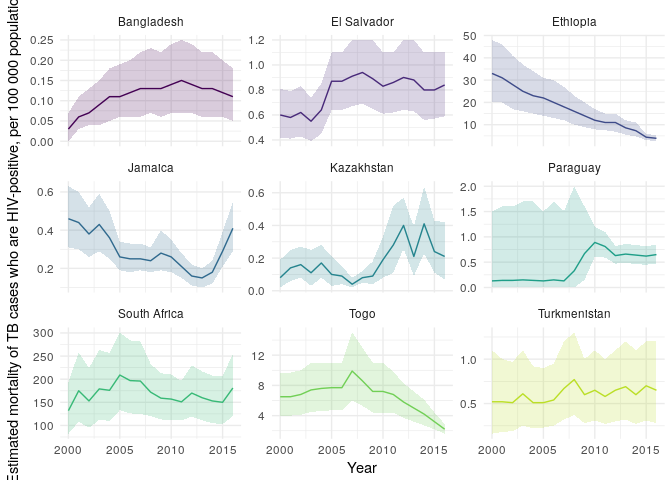 Estimated mortality of TB cases who are HIV-positive, per 100 000 populatio
Bangladesh
El Salvador
Ethiopia
0.25
0.20
0.15
0.10
0.05
0.00
1.2
1.0
0.8
0.6
0.4
50
40
30
20
10
Jamaica
Kazakhstan
Paraguay
0.6
0.4
0.2
0.6
0.4
0.2
0.0
2.0
1.5
1.0
0.5
0.0
South Africa
Togo
Turkmenistan
300
250
200
150
100
12
8
4
1.0
0.5
2000 2005 2010 2015
2000 2005 2010 2015
2000 2005 2010 2015
Year